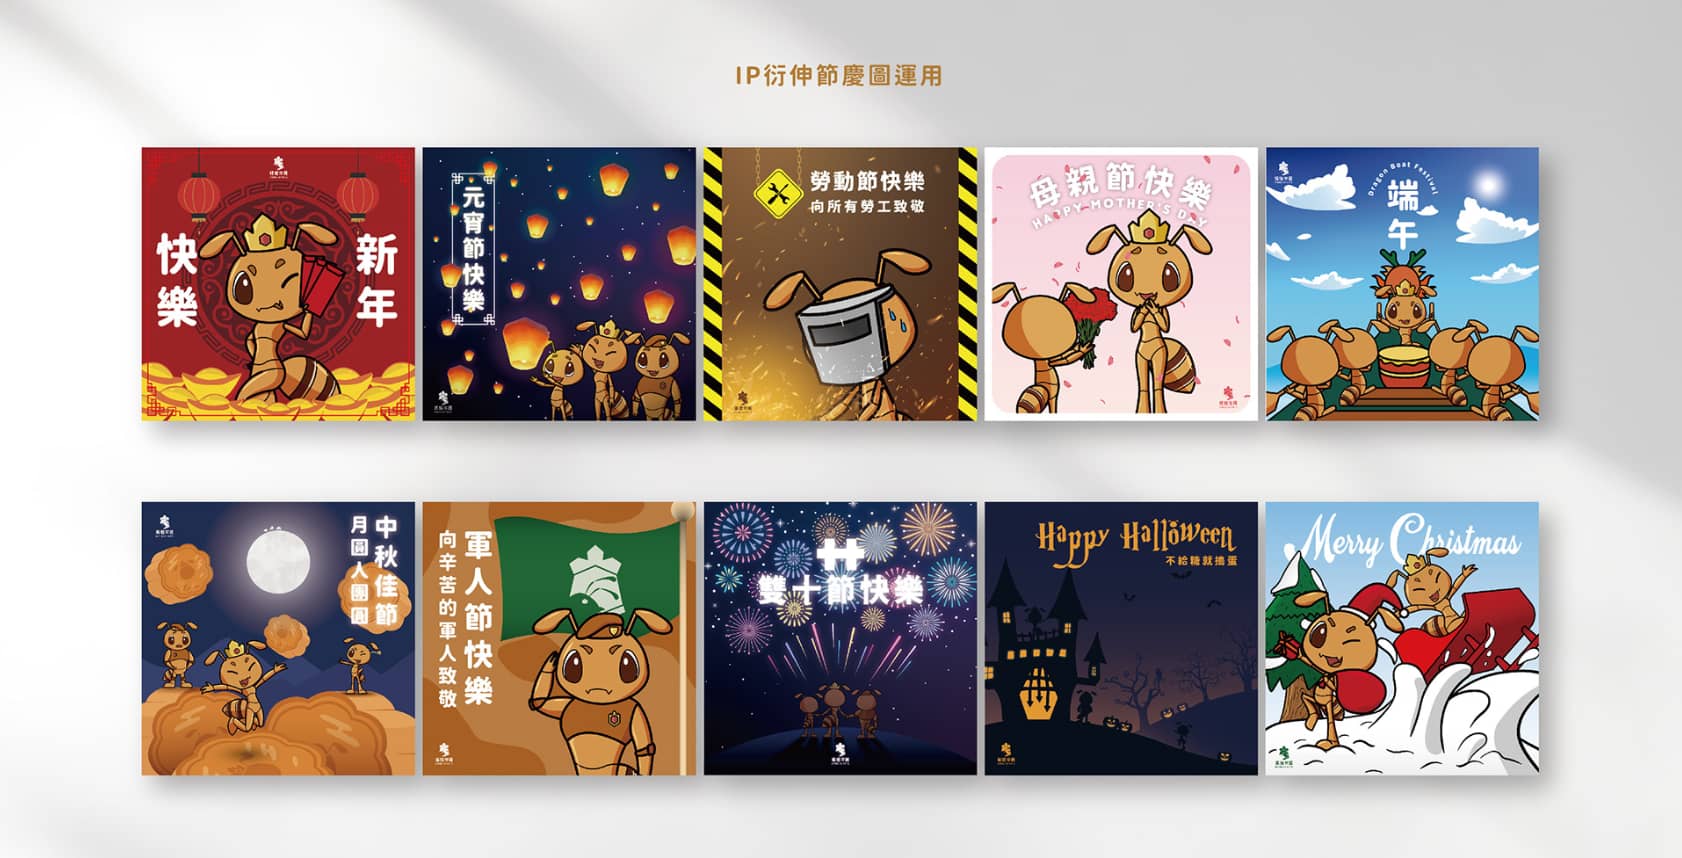 IP衍伸節慶圖運用
新年
快樂
元宵節快樂
勞動節快樂
向所有勞工致敬
母親節快樂
HAPPY MOTHER'S DAY
Dragon Boat Festival
端午
中秋佳節
月圓人團圓
軍人節快樂
向辛苦的軍人致敬
雙十節快樂
Happy Halloween
不給糖就搗蛋
Merry Christmas